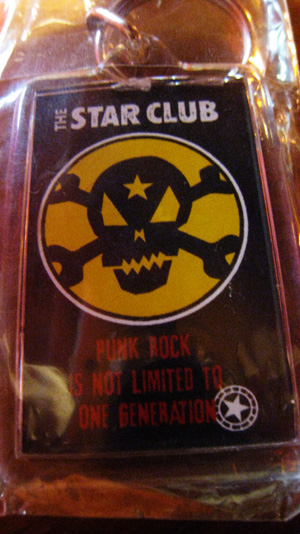 THE STAR CLUB
PUNK ROCK
IS NOT LIMITED TO
ONE GENERATION